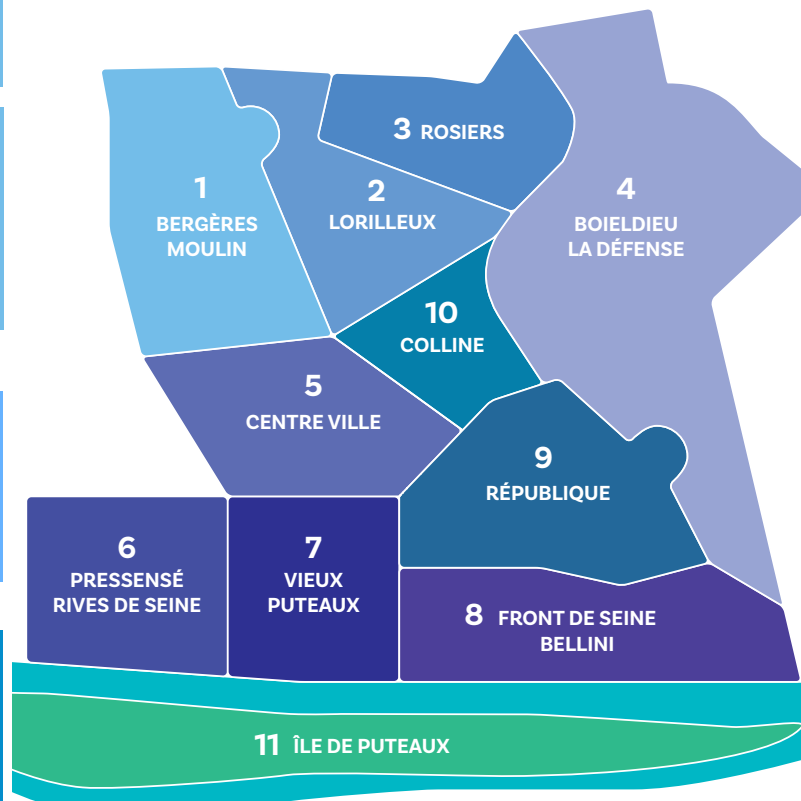 1
BERGÈRES
MOULIN
2
LORILLEUX
3 ROSIERS
4
BOIELDIEU
LA DÉFENSE
10
COLLINE
5
CENTRE VILLE
9
RÉPUBLIQUE
6
PRESSENSÉ
RIVES DE SEINE
7
VIEUX
PUTEAUX
8 FRONT DE SEINE
BELLINI
11 ÎLE DE PUTEAUX